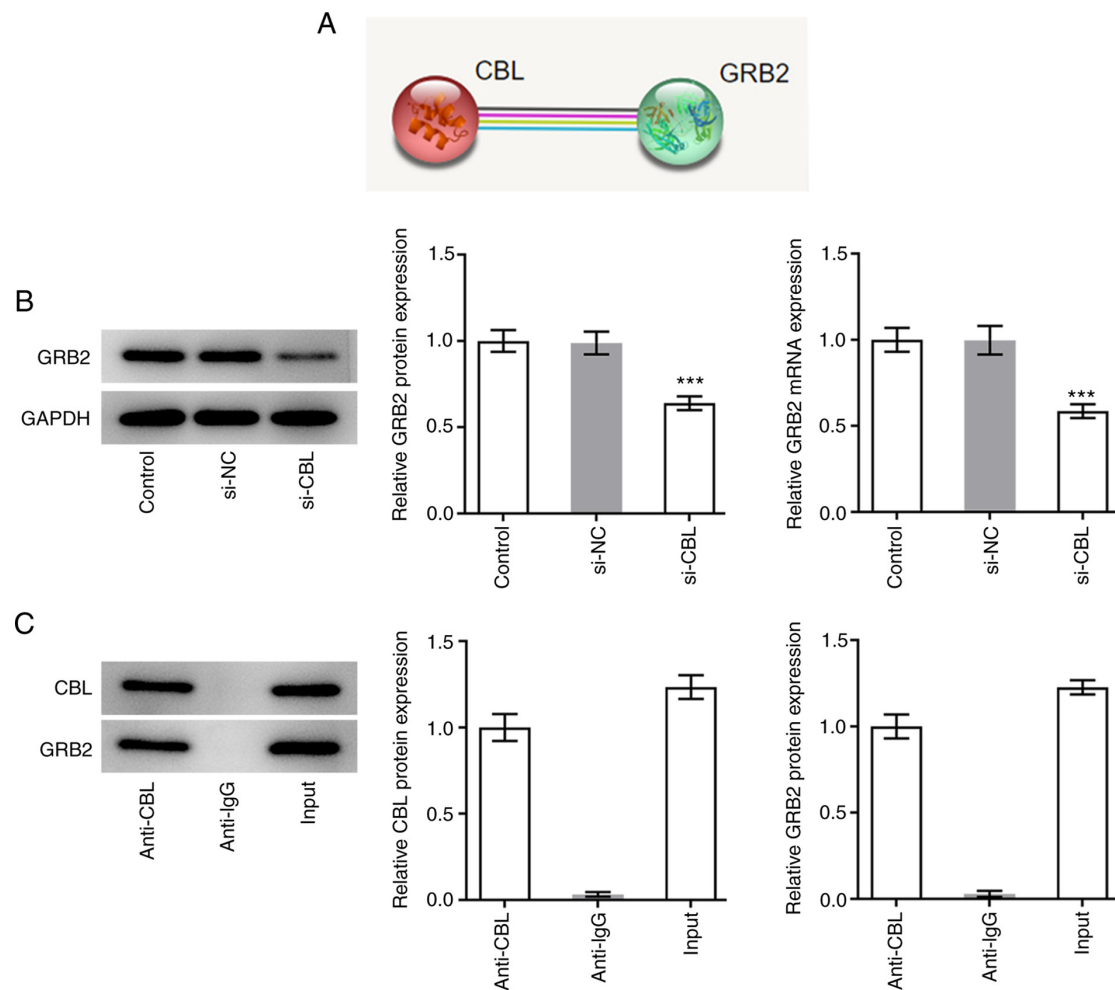 A
CBL
GRB2
B
GRB2
GAPDH
Control
si-NC
si-CBL
Relative GRB2 protein expression
1.5
1.0
0.5
0.0
***
Control
si-NC
si-CBL
Relative GRB2 mRNA expression
1.5
1.0
0.5
0.0
***
Control
si-NC
si-CBL
C
CBL
GRB2
Anti-CBL
Anti-IgG
Input
Relative CBL protein expression
1.5
1.0
0.5
0.0
Anti-CBL
Anti-IgG
Input
Relative GRB2 protein expression
1.5
1.0
0.5
0.0
Anti-CBL
Anti-IgG
Input